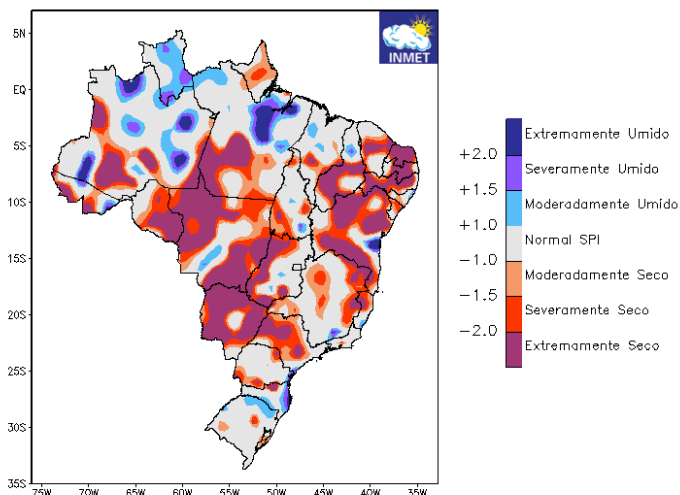 INMET
5N
EQ
5S
10S
15S
20S
25S
30S
35S
75W 70W 65W 60W 55W 50W 45W 40W 35W
Extremamente Umido
+2.0
Severamente Umido
+1.5
Moderadamente Umido
+1.0
Normal SPI
-1.0
Moderadamente Seco
-1.5
Severamente Seco
-2.0
Extremamente Seco